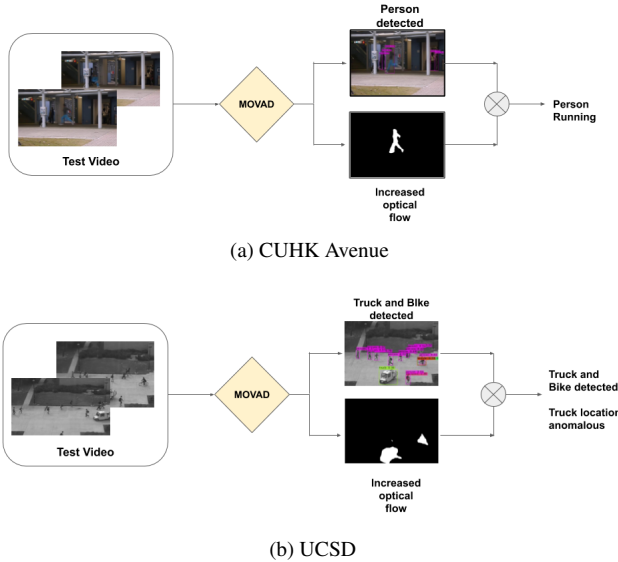 Person
detected
MOVAD
Person
Running
Test Video
Increased
optical
flow
(a) CUHK Avenue
Truck and BIke
detected
MOVAD
Truck and
Bike detected
Truck location
anomalous
Test Video
Increased
optical
flow
(b) UCSD